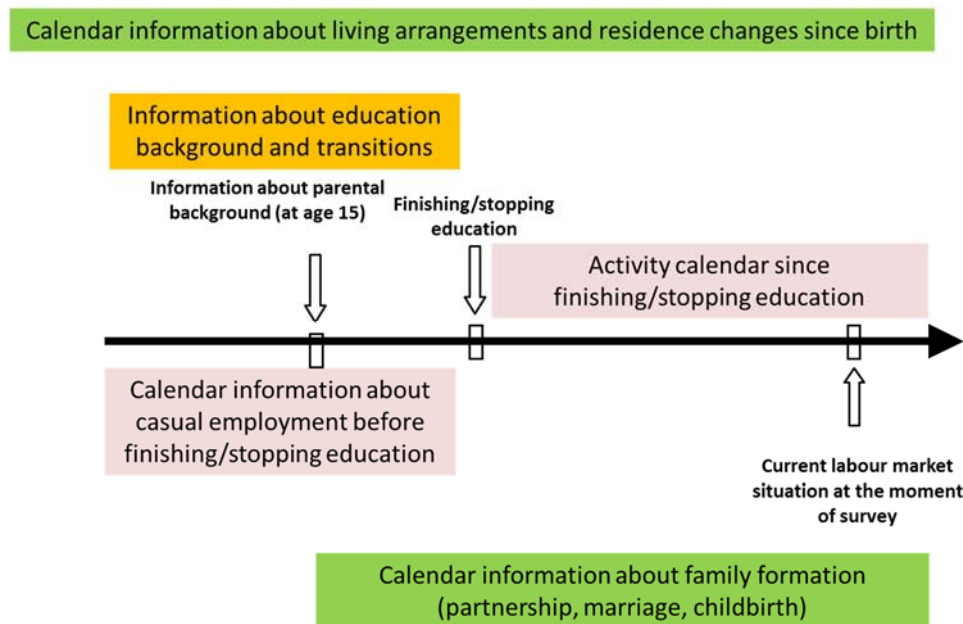 Calendar information about living arrangements and residence changes since birth
Information about education
background and transitions
Information about parental
background (at age 15)
Finishing/stopping
education
Activity calendar since
finishing/stopping education
Calendar information about
casual employment before
finishing/stopping education
Current labour market
situation at the moment
of survey
Calendar information about family formation
(partnership, marriage, childbirth)